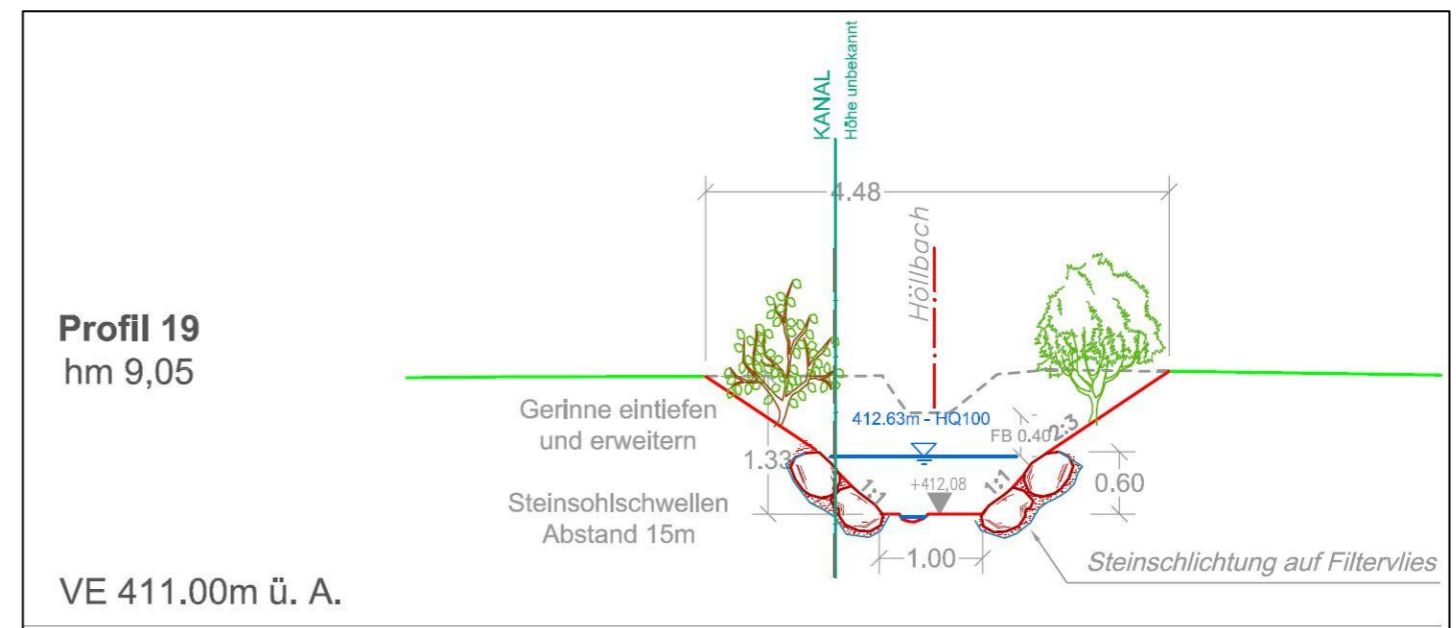 KANAL
Höhe unbekannt
4.48
Höllbach
Profil 19
hm 9,05
Gerinne eintiefen
und erweitern
412.63m - HQ100
FB 0.40
2:3
1.33
1:1
+412,08
1:1
0.60
Steinsohlschwellen
Abstand 15m
1.00
Steinschlichtung auf Filtervlies
VE 411.00m ü. A.